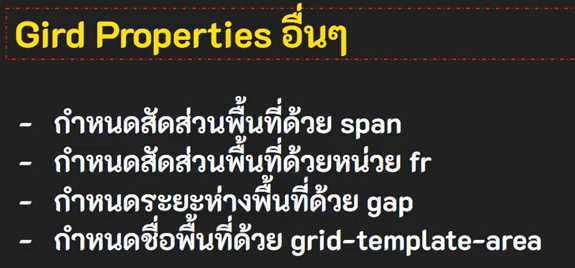 Gird Properties อื่นๆ
- กำหนดสัดส่วนพื้นที่ด้วย span
- กำหนดสัดส่วนพื้นที่ด้วยหน่วย fr
- กำหนดระยะห่างพื้นที่ด้วย gap
- กำหนดชื่อพื้นที่ด้วย grid-template-area